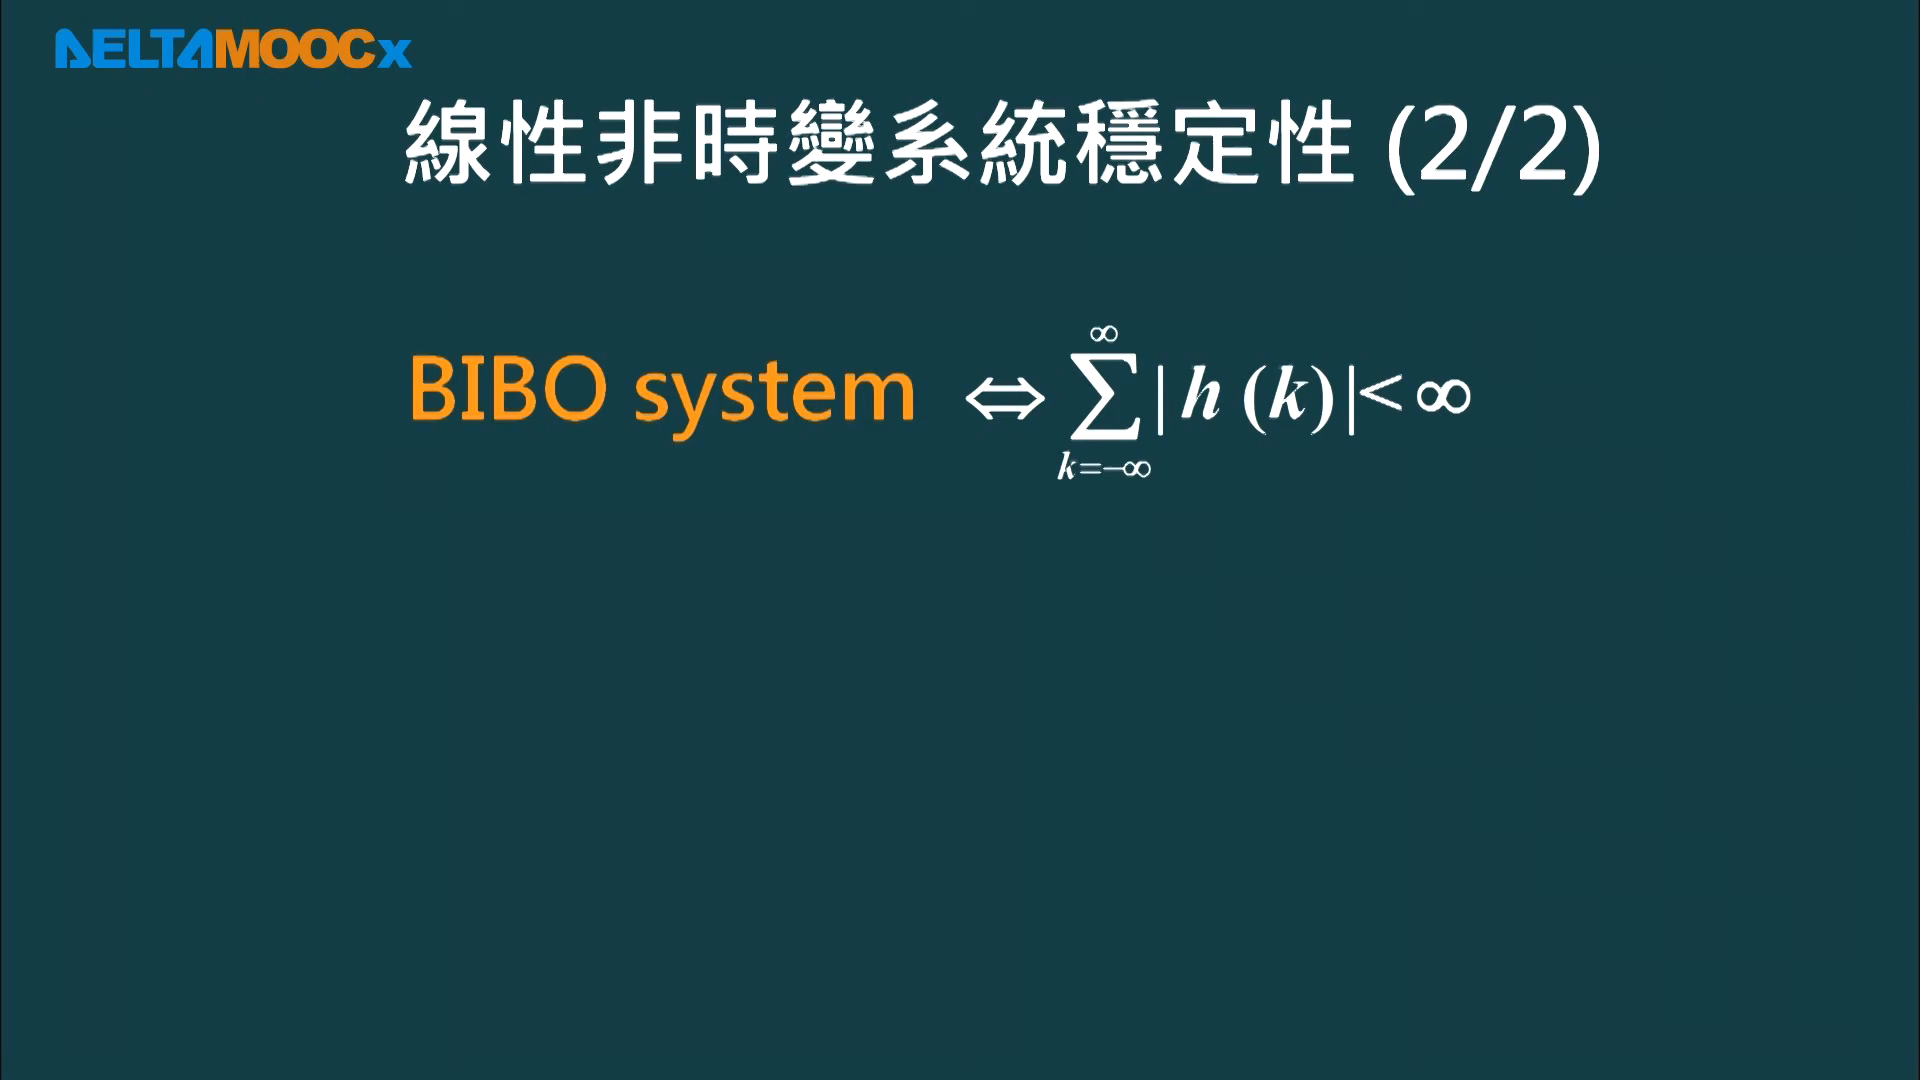 DELTAMOOCx
線性非時變系統穩定性 (2/2)
BIBO system ⇔ ∑_{k=-∞}^{∞} | h (k) | < ∞